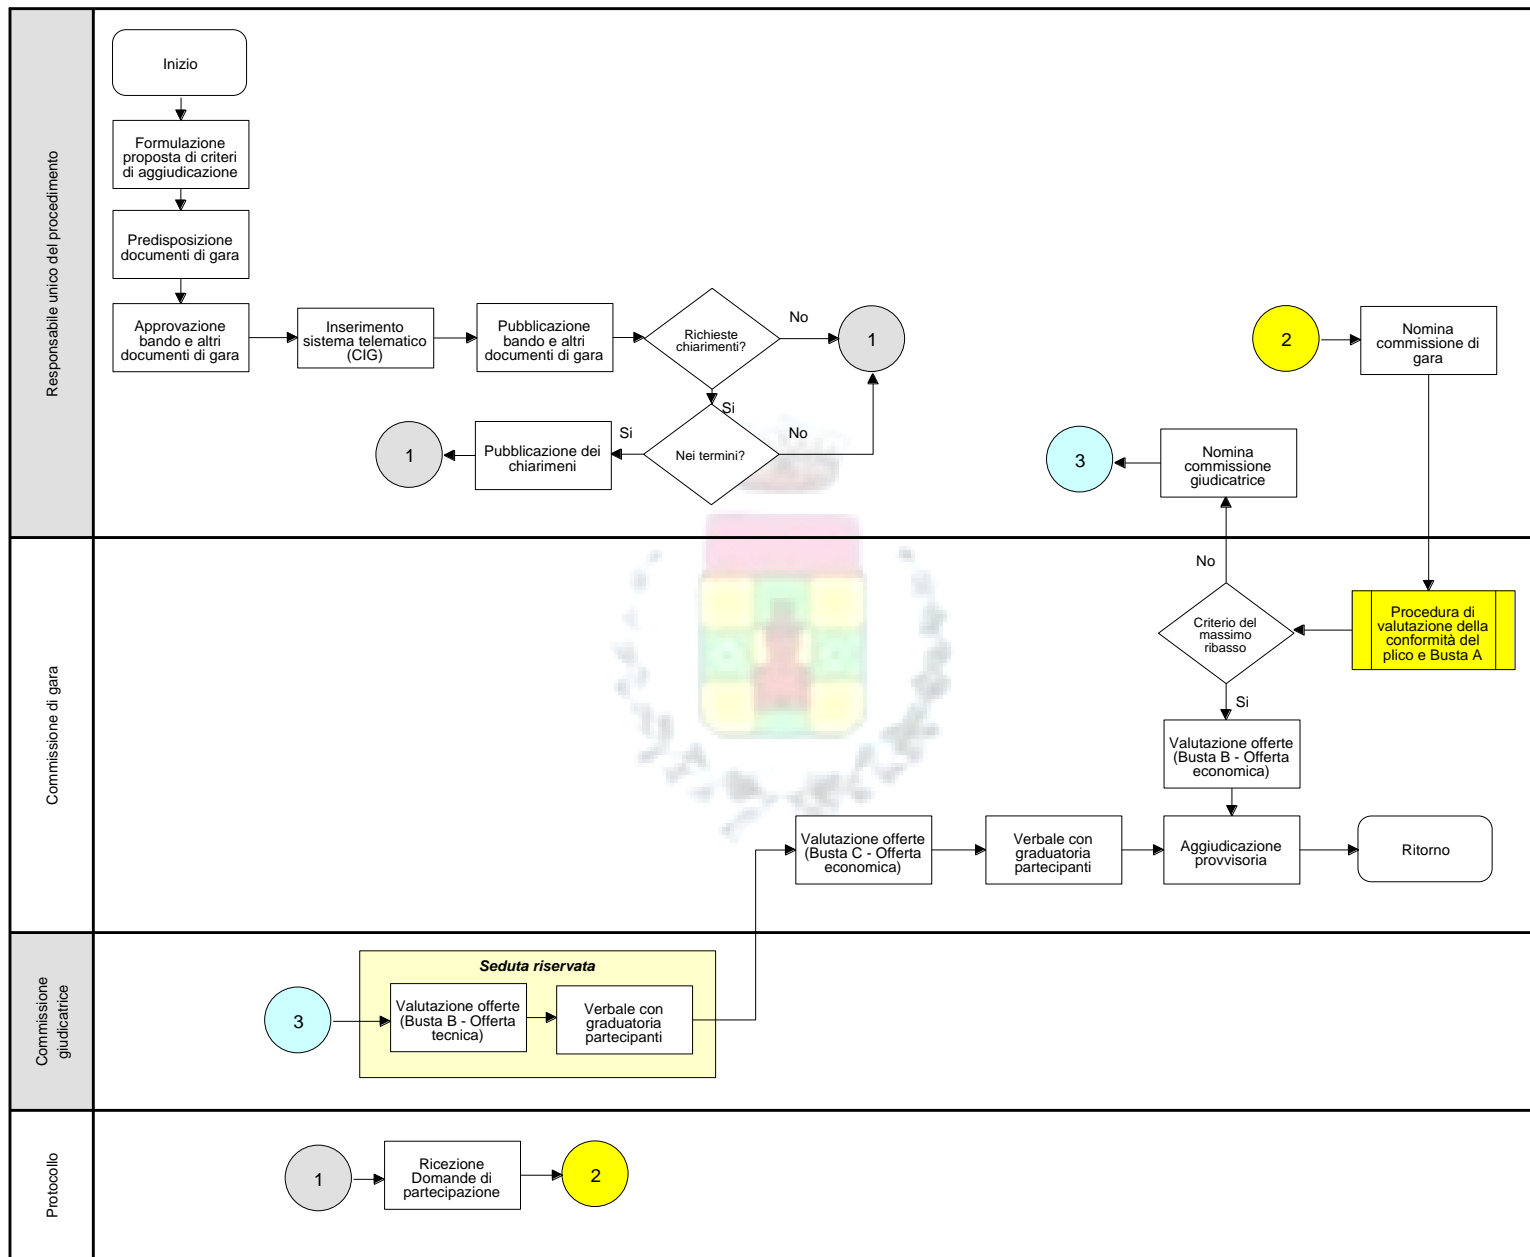 Responsabile unico del procedimento
Inizio
Formulazione
proposta di criteri
di aggiudicazione
Predisposizione
documenti di gara
Approvazione
bando e altri
documenti di gara
Inserimento
sistema telematico
(CIG)
Pubblicazione
bando e altri
documenti di gara
Richieste
chiarimenti?
No
1
Si
Nei termini?
No
Si
Pubblicazione dei
chiarimeni
1
2
Nomina
commissione di
gara
Nomina
commissione
giudicatrice
3
Commissione di gara
No
Criterio del
massimo
ribasso
Procedura di
valutazione della
conformità del
plico e Busta A
Si
Valutazione offerte
(Busta B - Offerta
economica)
Valutazione offerte
(Busta C - Offerta
economica)
Verbale con
graduatoria
partecipanti
Aggiudicazione
provvisoria
Ritorno
Commissione
giudicatrice
Seduta riservata
3
Valutazione offerte
(Busta B - Offerta
tecnica)
Verbale con
graduatoria
partecipanti
Protocollo
1
Ricezione
Domande di
partecipazione
2